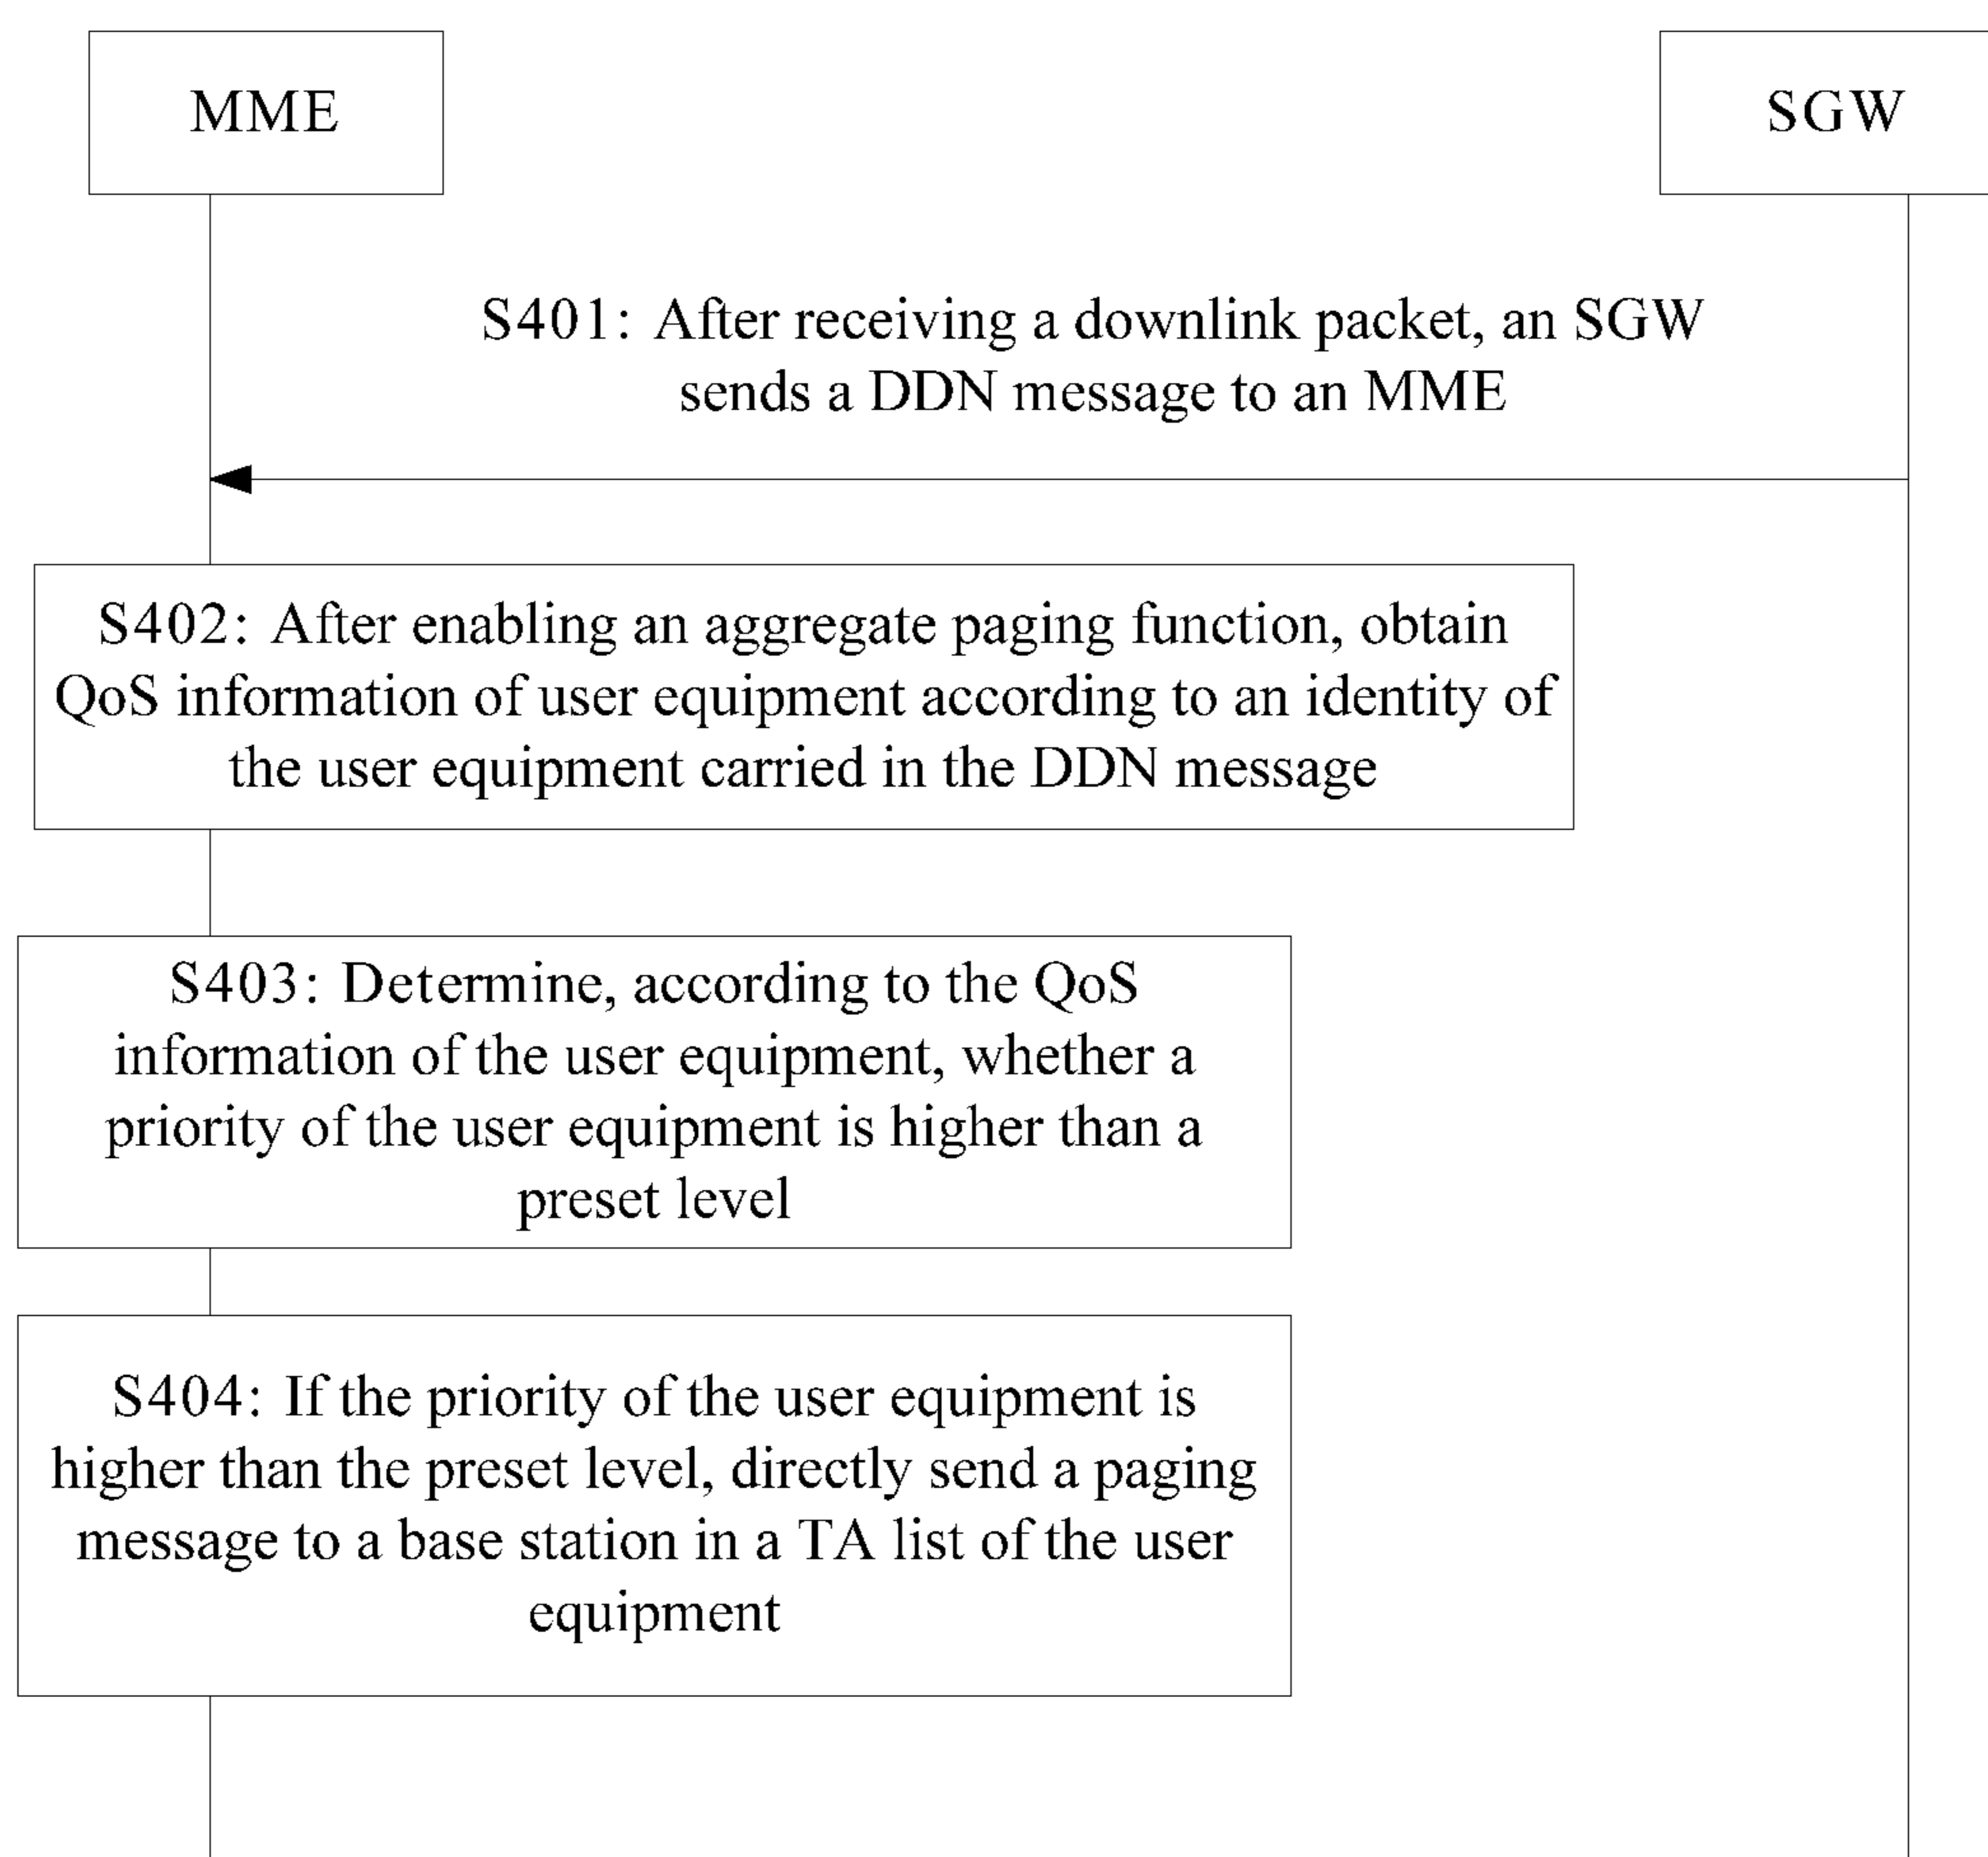 MME
SGW
S401: After receiving a downlink packet, an SGW
sends a DDN message to an MME
S402: After enabling an aggregate paging function, obtain
QoS information of user equipment according to an identity of
the user equipment carried in the DDN message
S403: Determine, according to the QoS
information of the user equipment, whether a
priority of the user equipment is higher than a
preset level
S404: If the priority of the user equipment is
higher than the preset level, directly send a paging
message to a base station in a TA list of the user
equipment